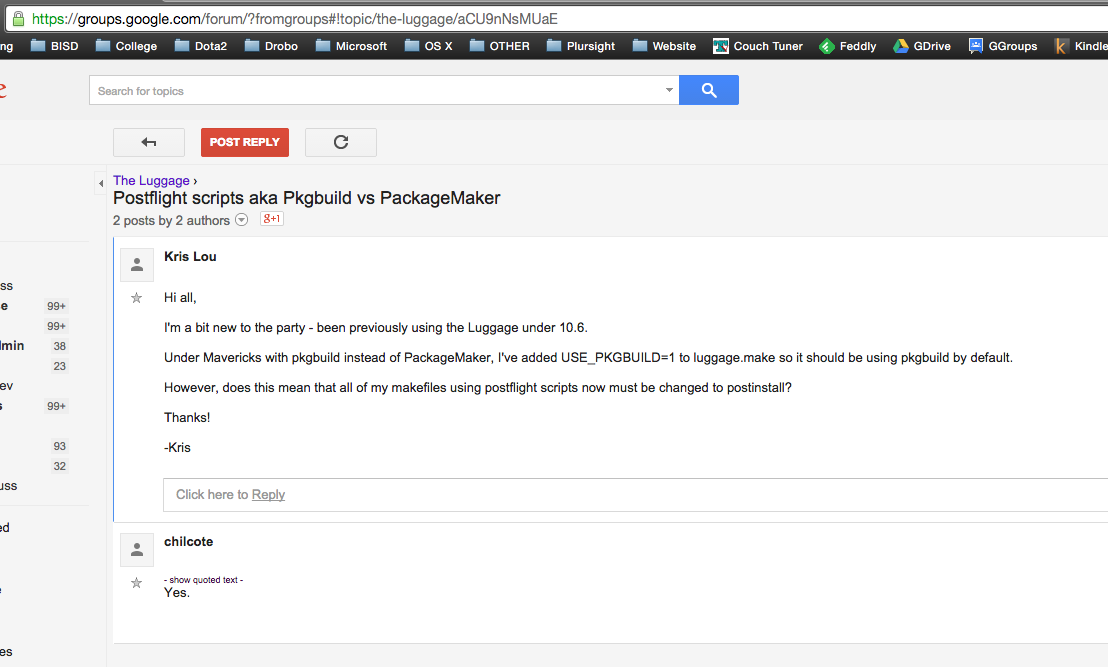 https://groups.google.com/forum/?fromgroups#!topic/the-luggage/aCU9nNsMUaE
ng BISD College Dota2 Drobo Microsoft OS X OTHER Plursight Website Couch Tuner Feddly GDrive GGroups Kindle
e Search for topics
POST REPLY
The Luggage ›
Postflight scripts aka Pkgbuild vs PackageMaker
2 posts by 2 authors g+1
Kris Lou
Hi all,
I'm a bit new to the party - been previously using the Luggage under 10.6.
Under Mavericks with pkgbuild instead of PackageMaker, I've added USE_PKGBUILD=1 to luggage.make so it should be using pkgbuild by default.
However, does this mean that all of my makefiles using postflight scripts now must be changed to postinstall?
Thanks!
-Kris
Click here to Reply
chilcote
- show quoted text -
Yes.
ss
e 99+
99+
min 38
23
ev
s 99+
93
32
uss
ed
e
es